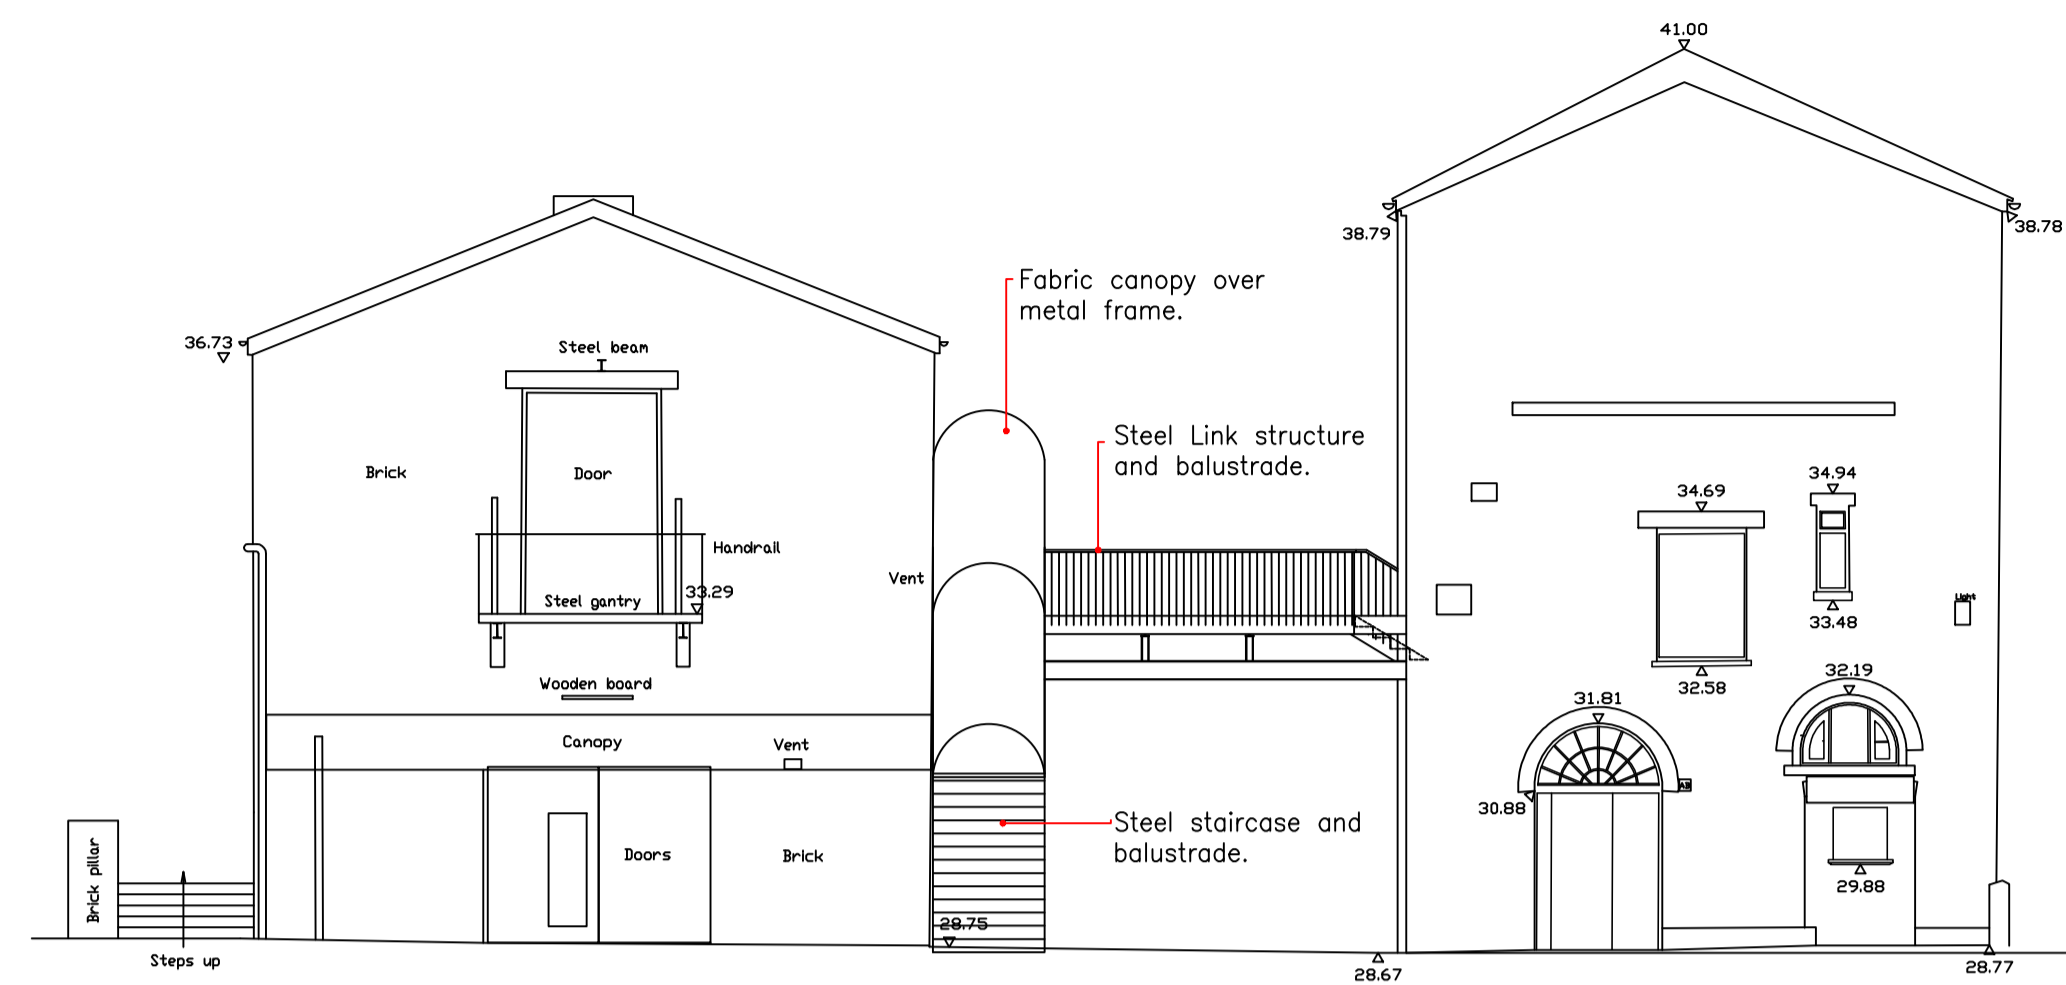 41.00
38.79
38.78
Fabric canopy over
metal frame.
36.73
Steel beam
Steel Link structure
and balustrade.
Brick
Door
34.94
34.69
Handrail
Vent
33.29
Steel gantry
Light
33.48
Wooden board
32.58
32.19
31.81
Canopy
Vent
30.88
AB
Steel staircase and
balustrade.
Brick pillar
Doors
Brick
29.88
28.75
Steps up
28.67
28.77